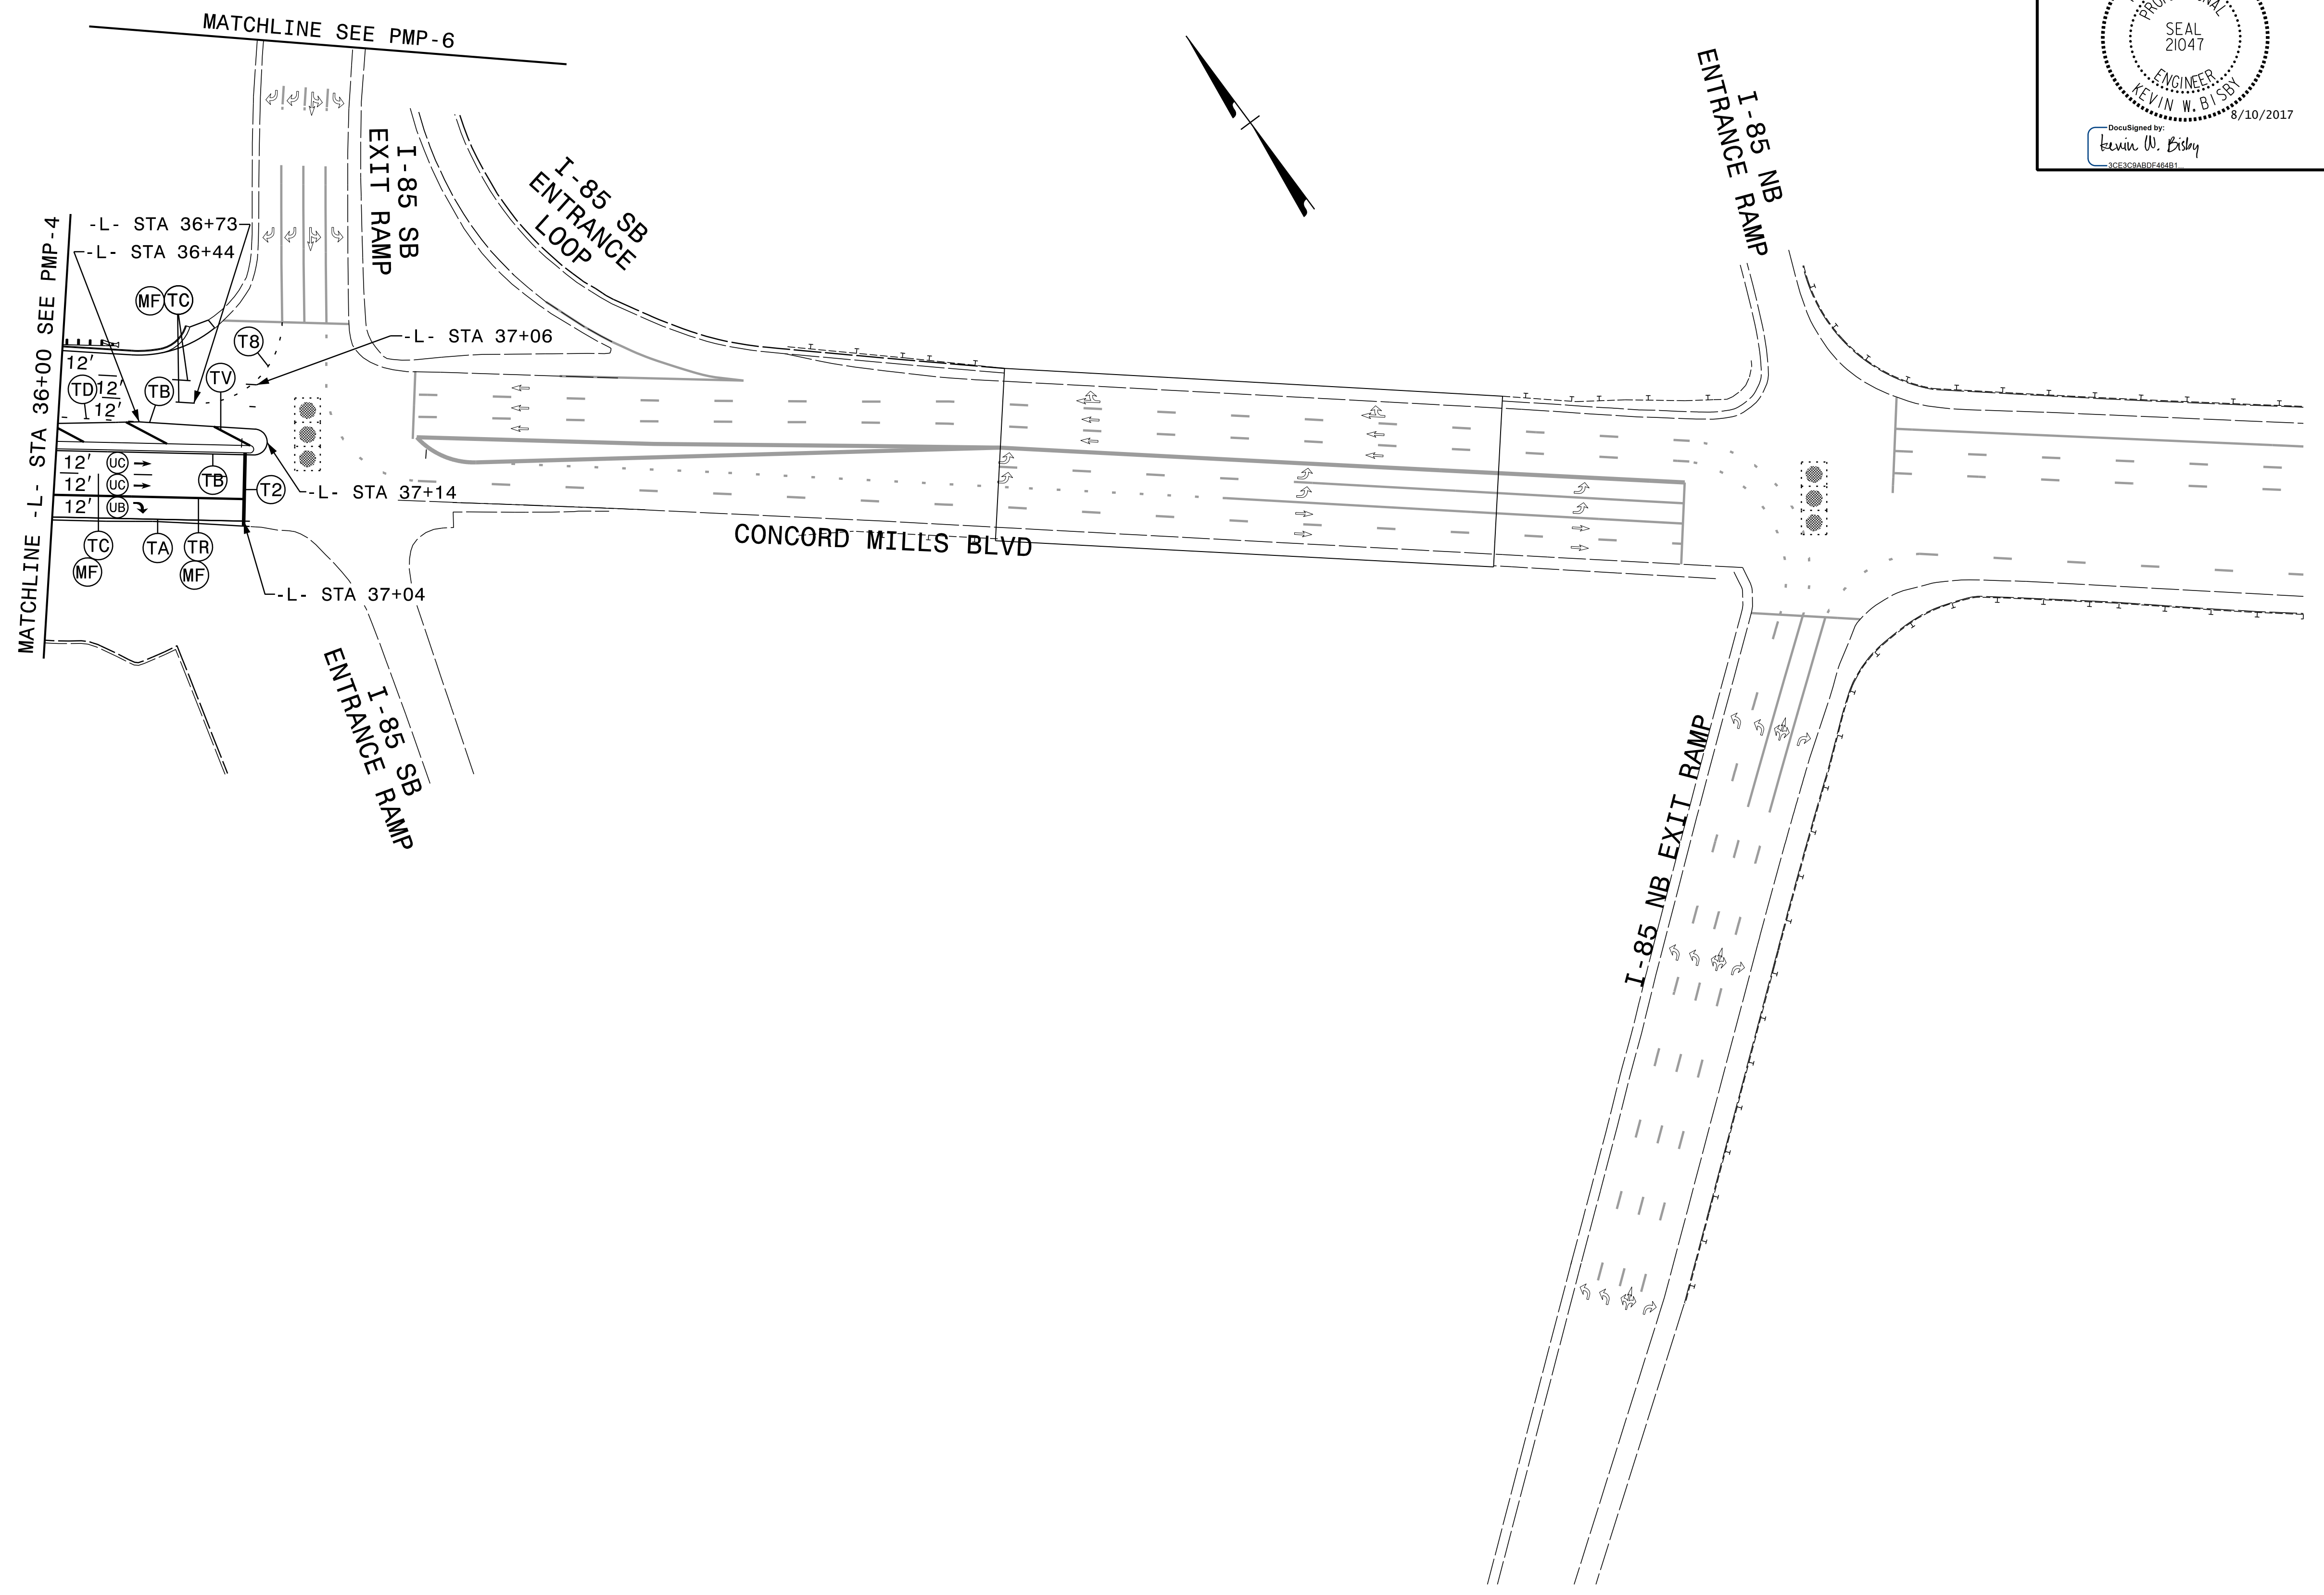 MATCHLINE SEE PMP-6
SEAL
21047
ENGINEER
KEVIN W. BISBY
8/10/2017
DocuSigned by:
Kevin W. Bisby
3CE3C9ABDF464B1...
I-85 SB
EXIT RAMP
I-85 SB
ENTRANCE
LOOP
I-85 NB
ENTRANCE RAMP
MATCHLINE -L- STA 36+00 SEE PMP-4
-L- STA 36+73
-L- STA 36+44
MF TC
T8
-L- STA 37+06
12'
TD 12' TB TV
12'
12' UC
12' UC TB T2
-L- STA 37+14
12' UB
TC TA TR
MF MF
-L- STA 37+04
CONCORD MILLS BLVD
I-85 SB
ENTRANCE RAMP
I-85 NB EXIT RAMP